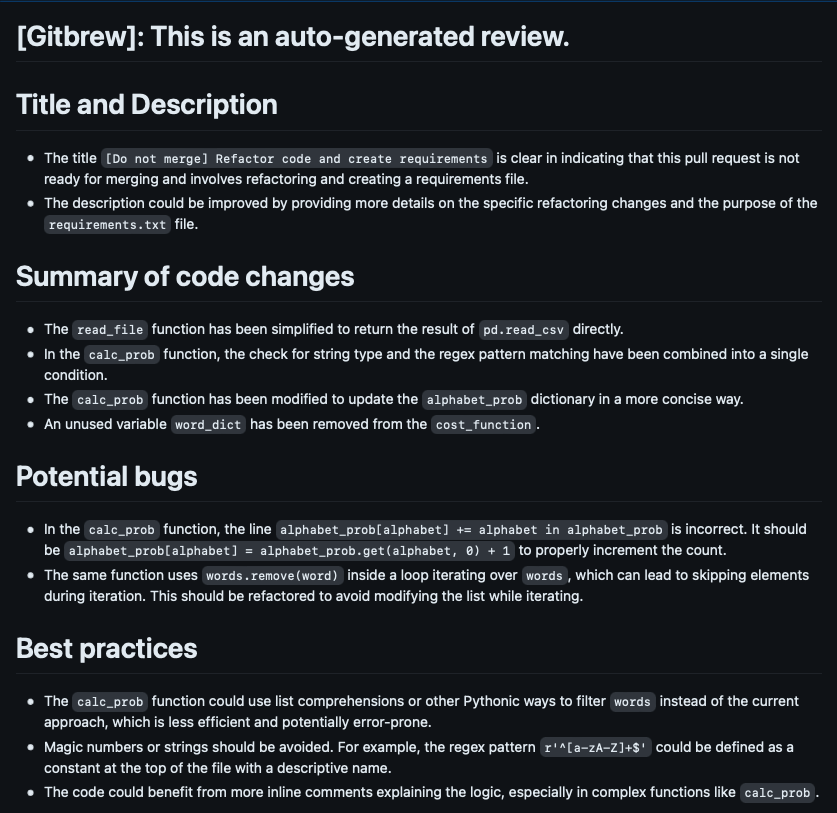 [Gitbrew]: This is an auto-generated review.
Title and Description
The title [Do not merge] Refactor code and create requirements is clear in indicating that this pull request is not
ready for merging and involves refactoring and creating a requirements file.
The description could be improved by providing more details on the specific refactoring changes and the purpose of the
requirements.txt file.
Summary of code changes
The read_file function has been simplified to return the result of pd.read_csv directly.
In the calc_prob function, the check for string type and the regex pattern matching have been combined into a single
condition.
The calc_prob function has been modified to update the alphabet_prob dictionary in a more concise way.
An unused variable word_dict has been removed from the cost_function.
Potential bugs
In the calc_prob function, the line alphabet_prob[alphabet] += alphabet in alphabet_prob is incorrect. It should
be alphabet_prob[alphabet] = alphabet_prob.get(alphabet, 0) + 1 to properly increment the count.
The same function uses words.remove(word) inside a loop iterating over words, which can lead to skipping elements
during iteration. This should be refactored to avoid modifying the list while iterating.
Best practices
The calc_prob function could use list comprehensions or other Pythonic ways to filter words instead of the current
approach, which is less efficient and potentially error-prone.
Magic numbers or strings should be avoided. For example, the regex pattern r'^[a-zA-Z]+$' could be defined as a
constant at the top of the file with a descriptive name.
The code could benefit from more inline comments explaining the logic, especially in complex functions like calc_prob.